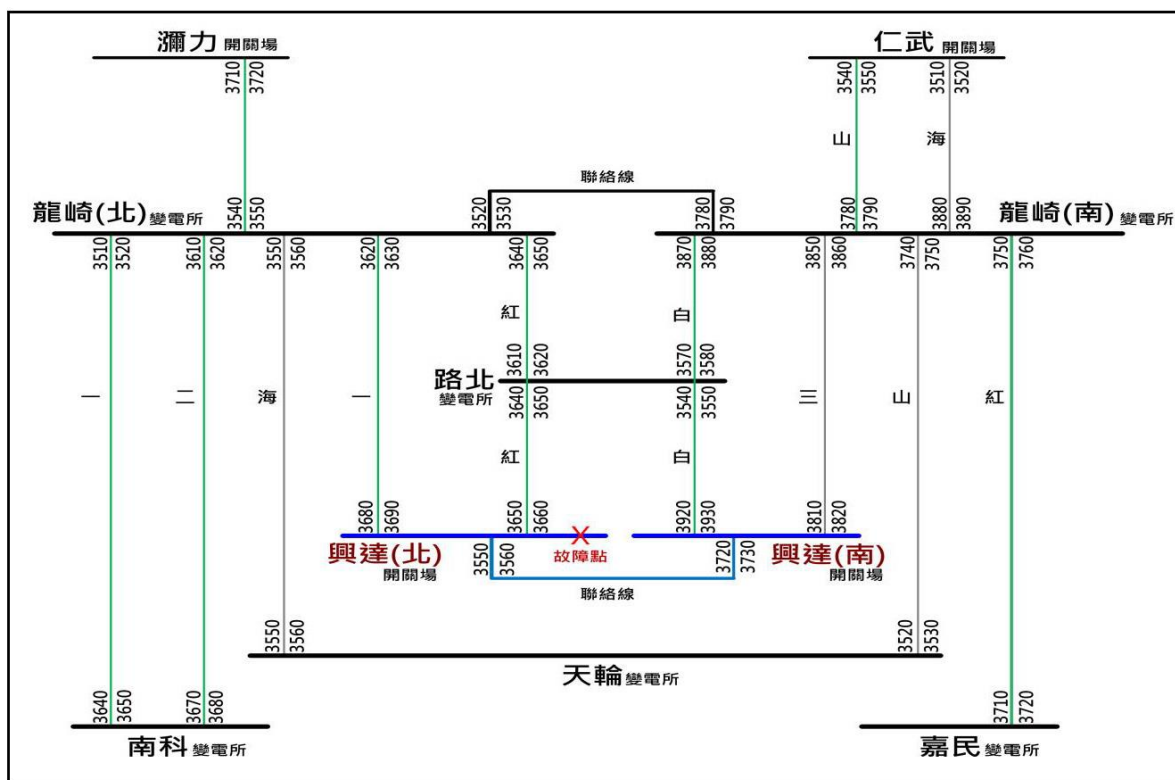 瀰力 開關場
仁武 開關場
3710
3720
3540
3550
3510
3520
山
海
聯絡線
龍崎(北) 變電所
3540
3550
3520
3530
3780
3790
3780
3790
3880
3890
龍崎(南) 變電所
3510
3520
3610
3620
3550
3560
3620
3630
3640
3650
3870
3880
3850
3860
3740
3750
3750
3760
紅
白
3610
3620
3570
3580
路北
變電所
一
二
海
一
三
山
紅
3640
3650
3540
3550
紅
白
3680
3690
3650
3660
X
故障點
3920
3930
3810
3820
興達(北)
開關場
3550
3560
3720
3730
興達(南)
開關場
聯絡線
3550
3560
3520
3530
天輪 變電所
3640
3650
3670
3680
3710
3720
南科 變電所
嘉民 變電所